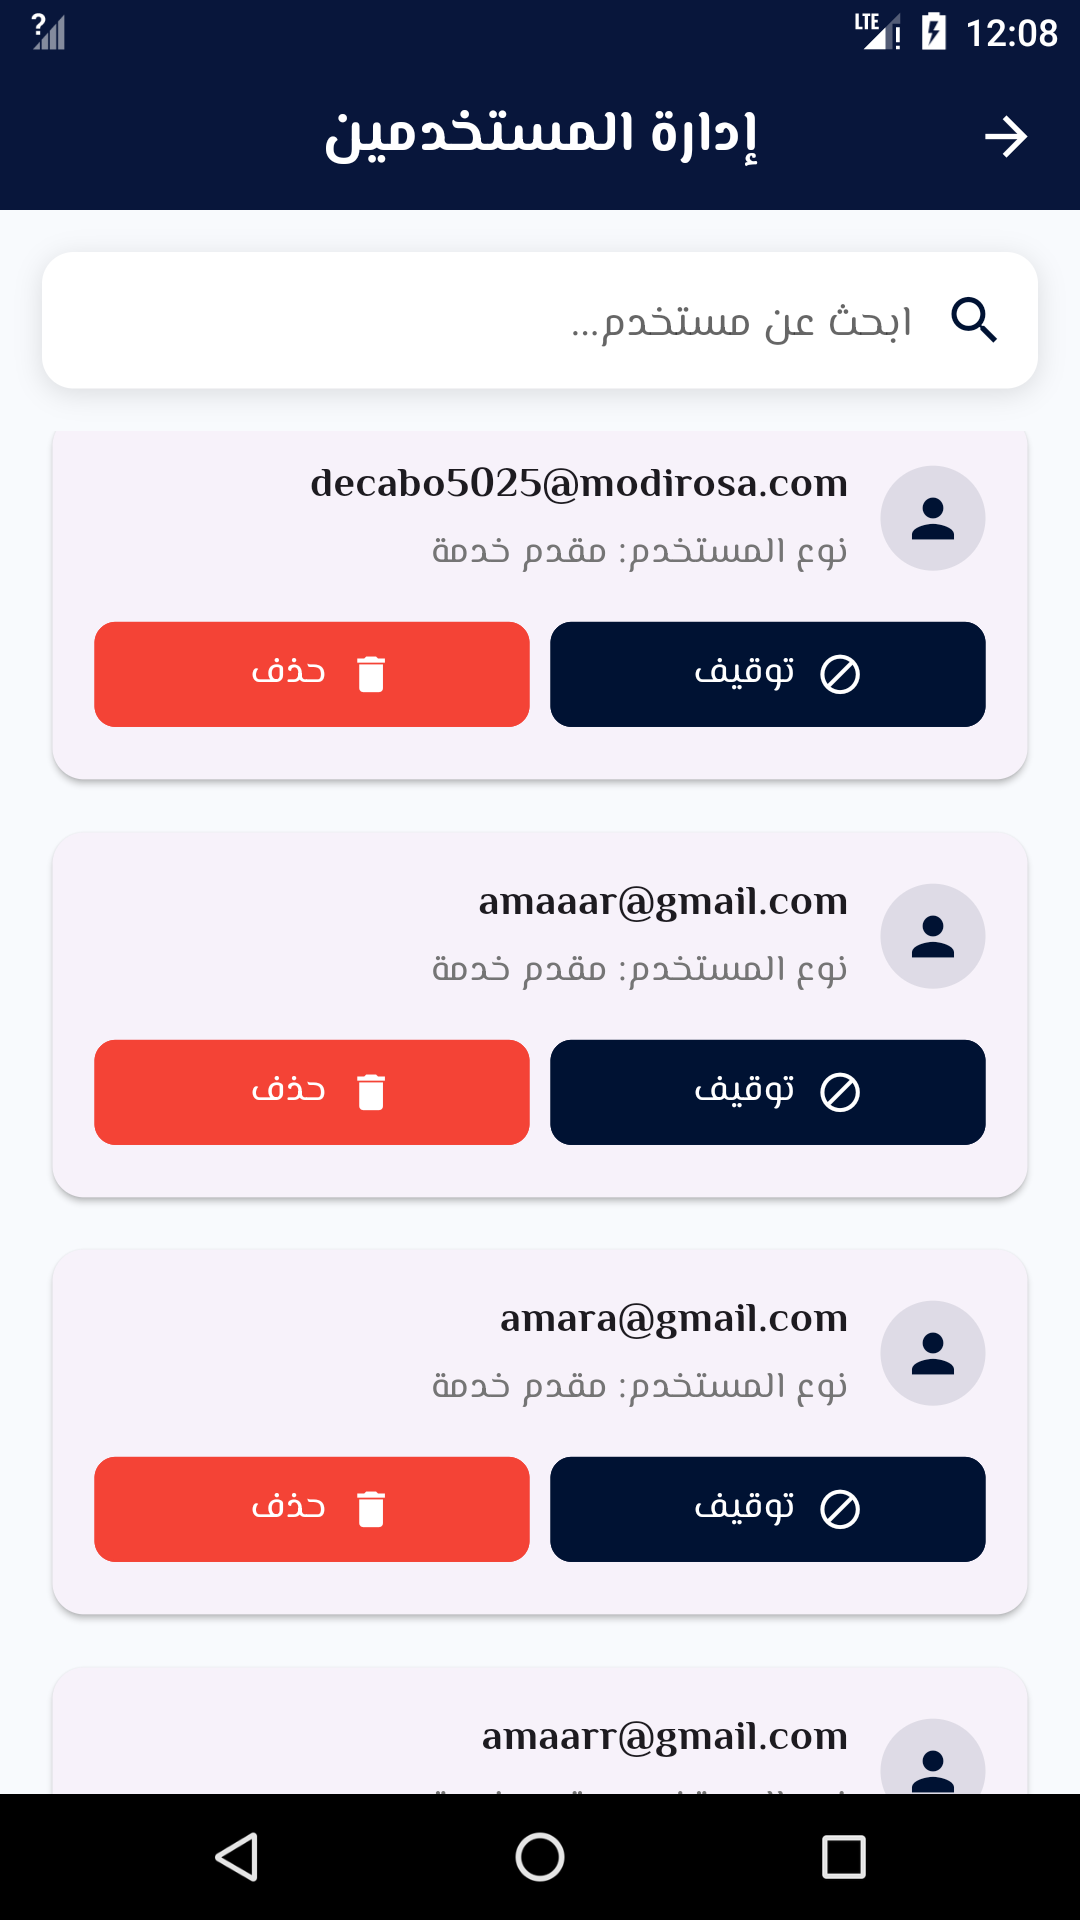 LTE 12:08
إدارة المستخدمين
ابحث عن مستخدم...
decabo5025@modirosa.com
نوع المستخدم: مقدم خدمة
توقيف
حذف
amaaar@gmail.com
نوع المستخدم: مقدم خدمة
توقيف
حذف
amara@gmail.com
نوع المستخدم: مقدم خدمة
توقيف
حذف
amaarr@gmail.com